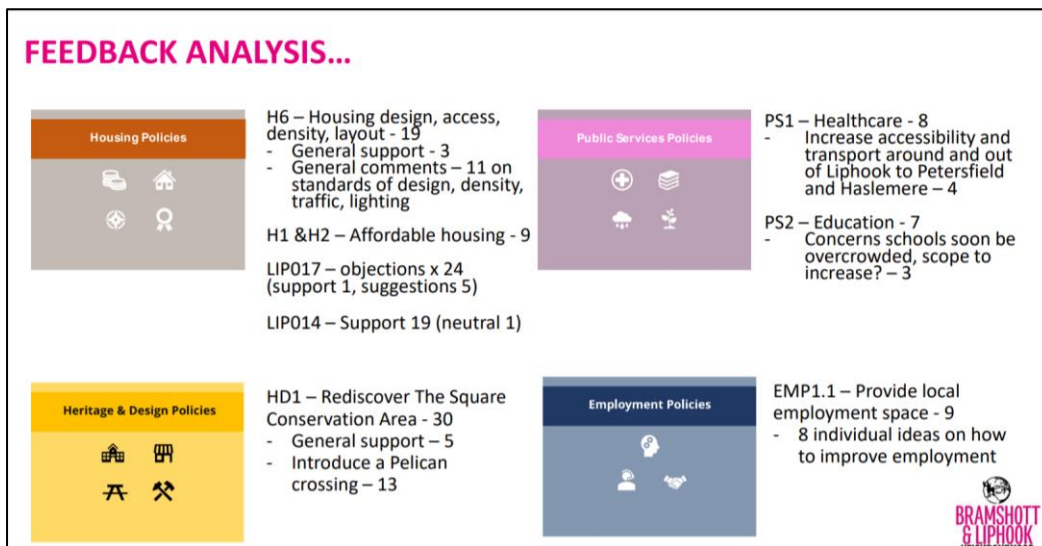 FEEDBACK ANALYSIS...
Housing Policies
H6 – Housing design, access,
density, layout - 19
- General support - 3
- General comments – 11 on
standards of design, density,
traffic, lighting
H1 &H2 – Affordable housing - 9
LIP017 – objections x 24
(support 1, suggestions 5)
LIP014 – Support 19 (neutral 1)
Public Services Policies
PS1 – Healthcare - 8
- Increase accessibility and
transport around and out
of Liphook to Petersfield
and Haslemere – 4
PS2 – Education - 7
- Concerns schools soon be
overcrowded, scope to
increase? – 3
Heritage & Design Policies
HD1 – Rediscover The Square
Conservation Area - 30
- General support – 5
- Introduce a Pelican
crossing – 13
Employment Policies
EMP1.1 – Provide local
employment space - 9
- 8 individual ideas on how
to improve employment
BRAMSHOTT
& LIPHOOK